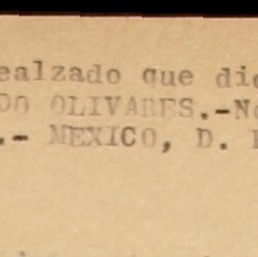 ealzado que di
DO OLIVARES.-N
.- MEXICO, D.